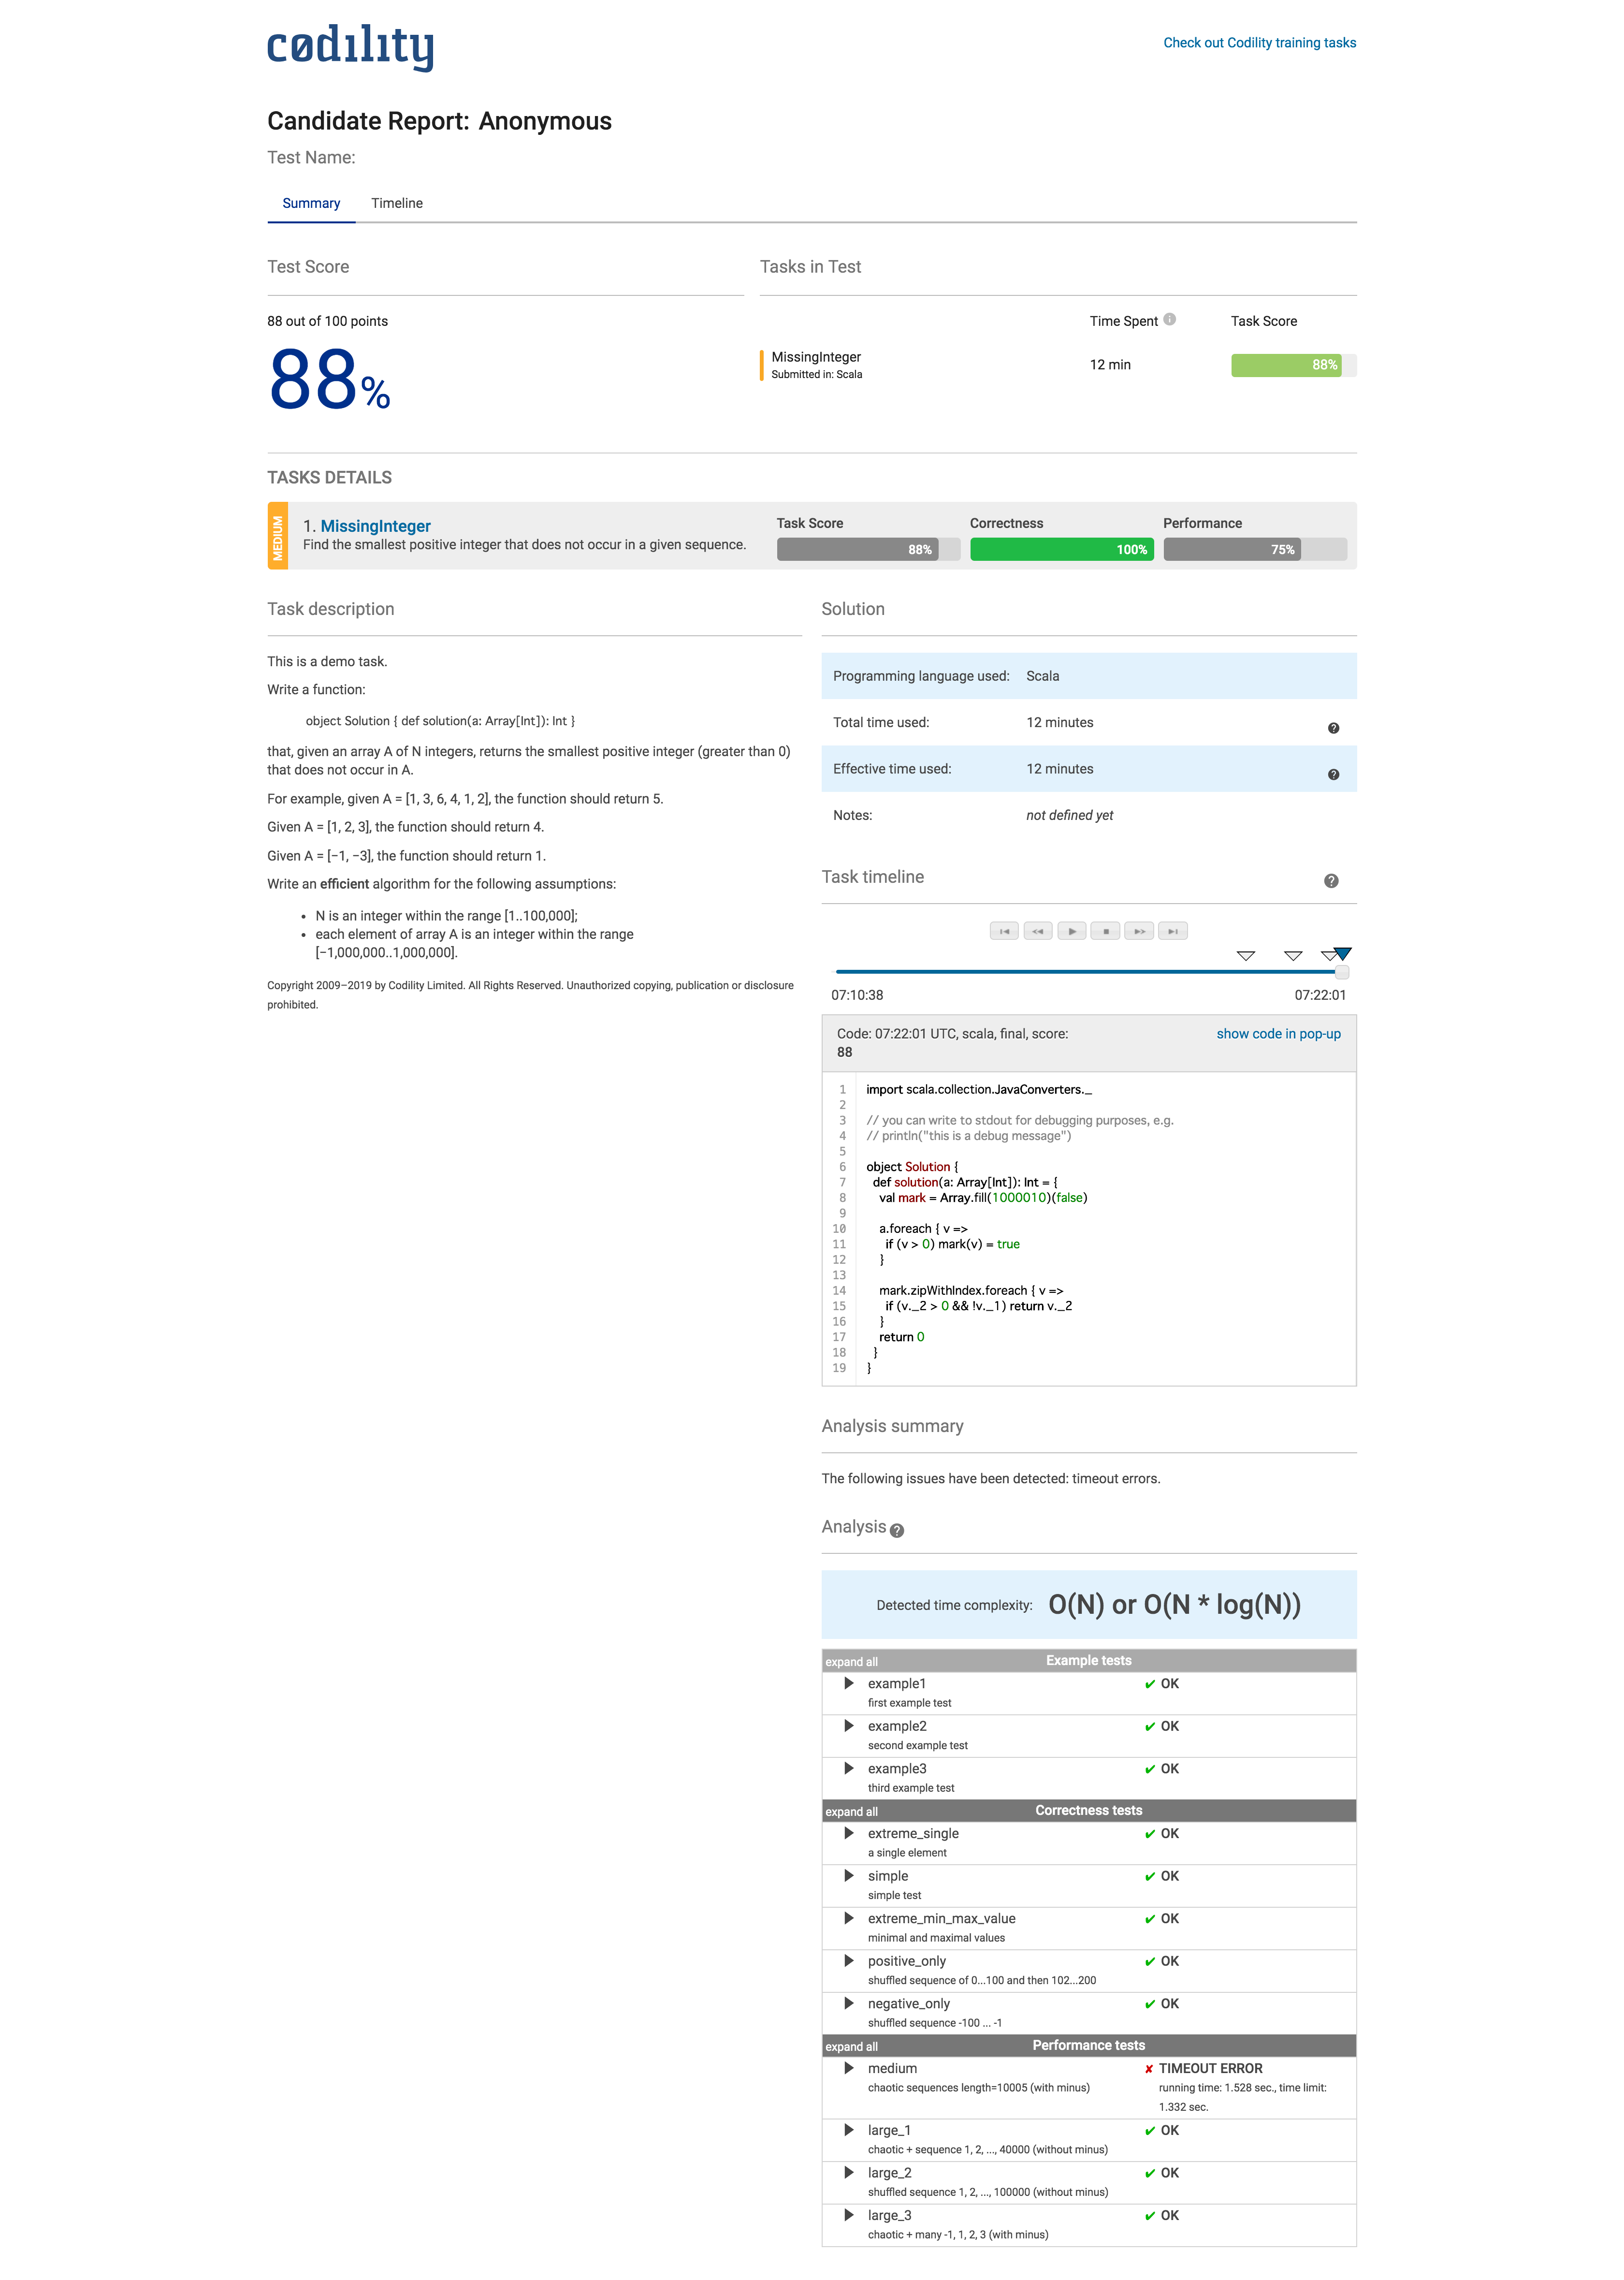 cødility
Check out Codility training tasks
Candidate Report: Anonymous
Test Name:
Summary Timeline
Test Score
88 out of 100 points
88%
Tasks in Test
Time Spent Task Score
MissingInteger
Submitted in: Scala
12 min
88%
TASKS DETAILS
MEDIUM
1. MissingInteger
Find the smallest positive integer that does not occur in a given sequence.
Task Score
88%
Correctness
100%
Performance
75%
Task description
This is a demo task.
Write a function:
object Solution { def solution(a: Array[Int]): Int }
that, given an array A of N integers, returns the smallest positive integer (greater than 0)
that does not occur in A.
For example, given A = [1, 3, 6, 4, 1, 2], the function should return 5.
Given A = [1, 2, 3], the function should return 4.
Given A = [−1, −3], the function should return 1.
Write an efficient algorithm for the following assumptions:
• N is an integer within the range [1..100,000];
• each element of array A is an integer within the range
[−1,000,000..1,000,000].
Copyright 2009–2019 by Codility Limited. All Rights Reserved. Unauthorized copying, publication or disclosure
prohibited.
Solution
Programming language used: Scala
Total time used: 12 minutes
Effective time used: 12 minutes
Notes: not defined yet
Task timeline
07:10:38 07:22:01
Code: 07:22:01 UTC, scala, final, score:
88
show code in pop-up
1 import scala.collection.JavaConverters._
2
3 // you can write to stdout for debugging purposes, e.g.
4 // println("this is a debug message")
5
6 object Solution {
7 def solution(a: Array[Int]): Int = {
8 val mark = Array.fill(1000010)(false)
9
10 a.foreach { v =>
11 if (v > 0) mark(v) = true
12 }
13
14 mark.zipWithIndex.foreach { v =>
15 if (v._2 > 0 && !v._1) return v._2
16 }
17 return 0
18 }
19 }
Analysis summary
The following issues have been detected: timeout errors.
Analysis
Detected time complexity: O(N) or O(N * log(N))
expand all Example tests
example1 ✔ OK
first example test
example2 ✔ OK
second example test
example3 ✔ OK
third example test
expand all Correctness tests
extreme_single ✔ OK
a single element
simple ✔ OK
simple test
extreme_min_max_value ✔ OK
minimal and maximal values
positive_only ✔ OK
shuffled sequence of 0...100 and then 102...200
negative_only ✔ OK
shuffled sequence -100 ... -1
expand all Performance tests
medium ✘ TIMEOUT ERROR
chaotic sequences length=10005 (with minus) running time: 1.528 sec., time limit:
1.332 sec.
large_1 ✔ OK
chaotic + sequence 1, 2, ..., 40000 (without minus)
large_2 ✔ OK
shuffled sequence 1, 2, ..., 100000 (without minus)
large_3 ✔ OK
chaotic + many -1, 1, 2, 3 (with minus)